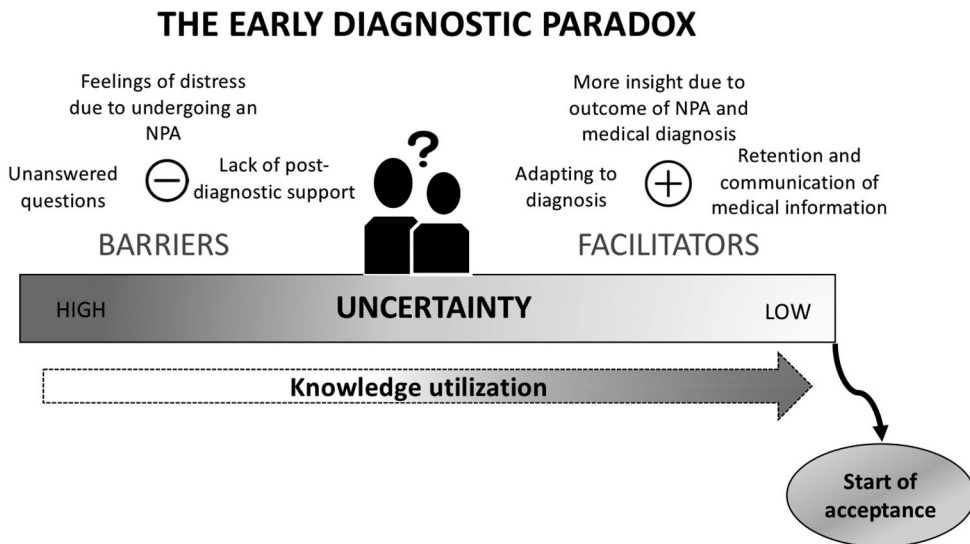 THE EARLY DIAGNOSTIC PARADOX
Feelings of distress
due to undergoing an
NPA
Unanswered
questions
Lack of post-
diagnostic support
BARRIERS
?
More insight due to
outcome of NPA and
medical diagnosis
Adapting to
diagnosis
Retention and
communication of
medical information
FACILITATORS
HIGH
UNCERTAINTY
LOW
Knowledge utilization
Start of
acceptance